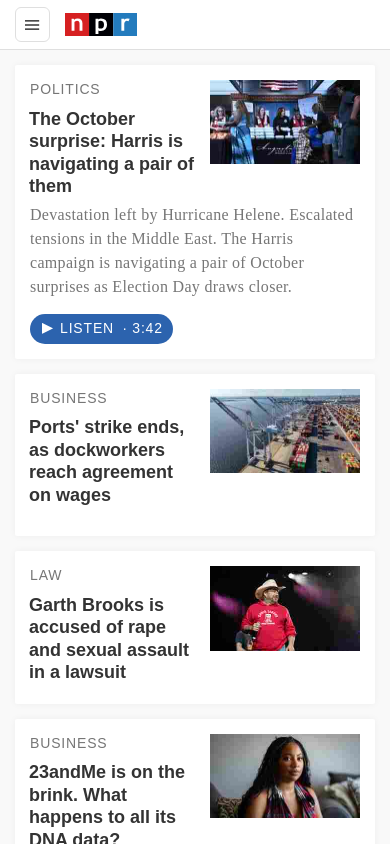 npr
POLITICS
The October
surprise: Harris is
navigating a pair of
them
Devastation left by Hurricane Helene. Escalated
tensions in the Middle East. The Harris
campaign is navigating a pair of October
surprises as Election Day draws closer.
LISTEN · 3:42
BUSINESS
Ports' strike ends,
as dockworkers
reach agreement
on wages
LAW
Garth Brooks is
accused of rape
and sexual assault
in a lawsuit
BUSINESS
23andMe is on the
brink. What
happens to all its
DNA data?